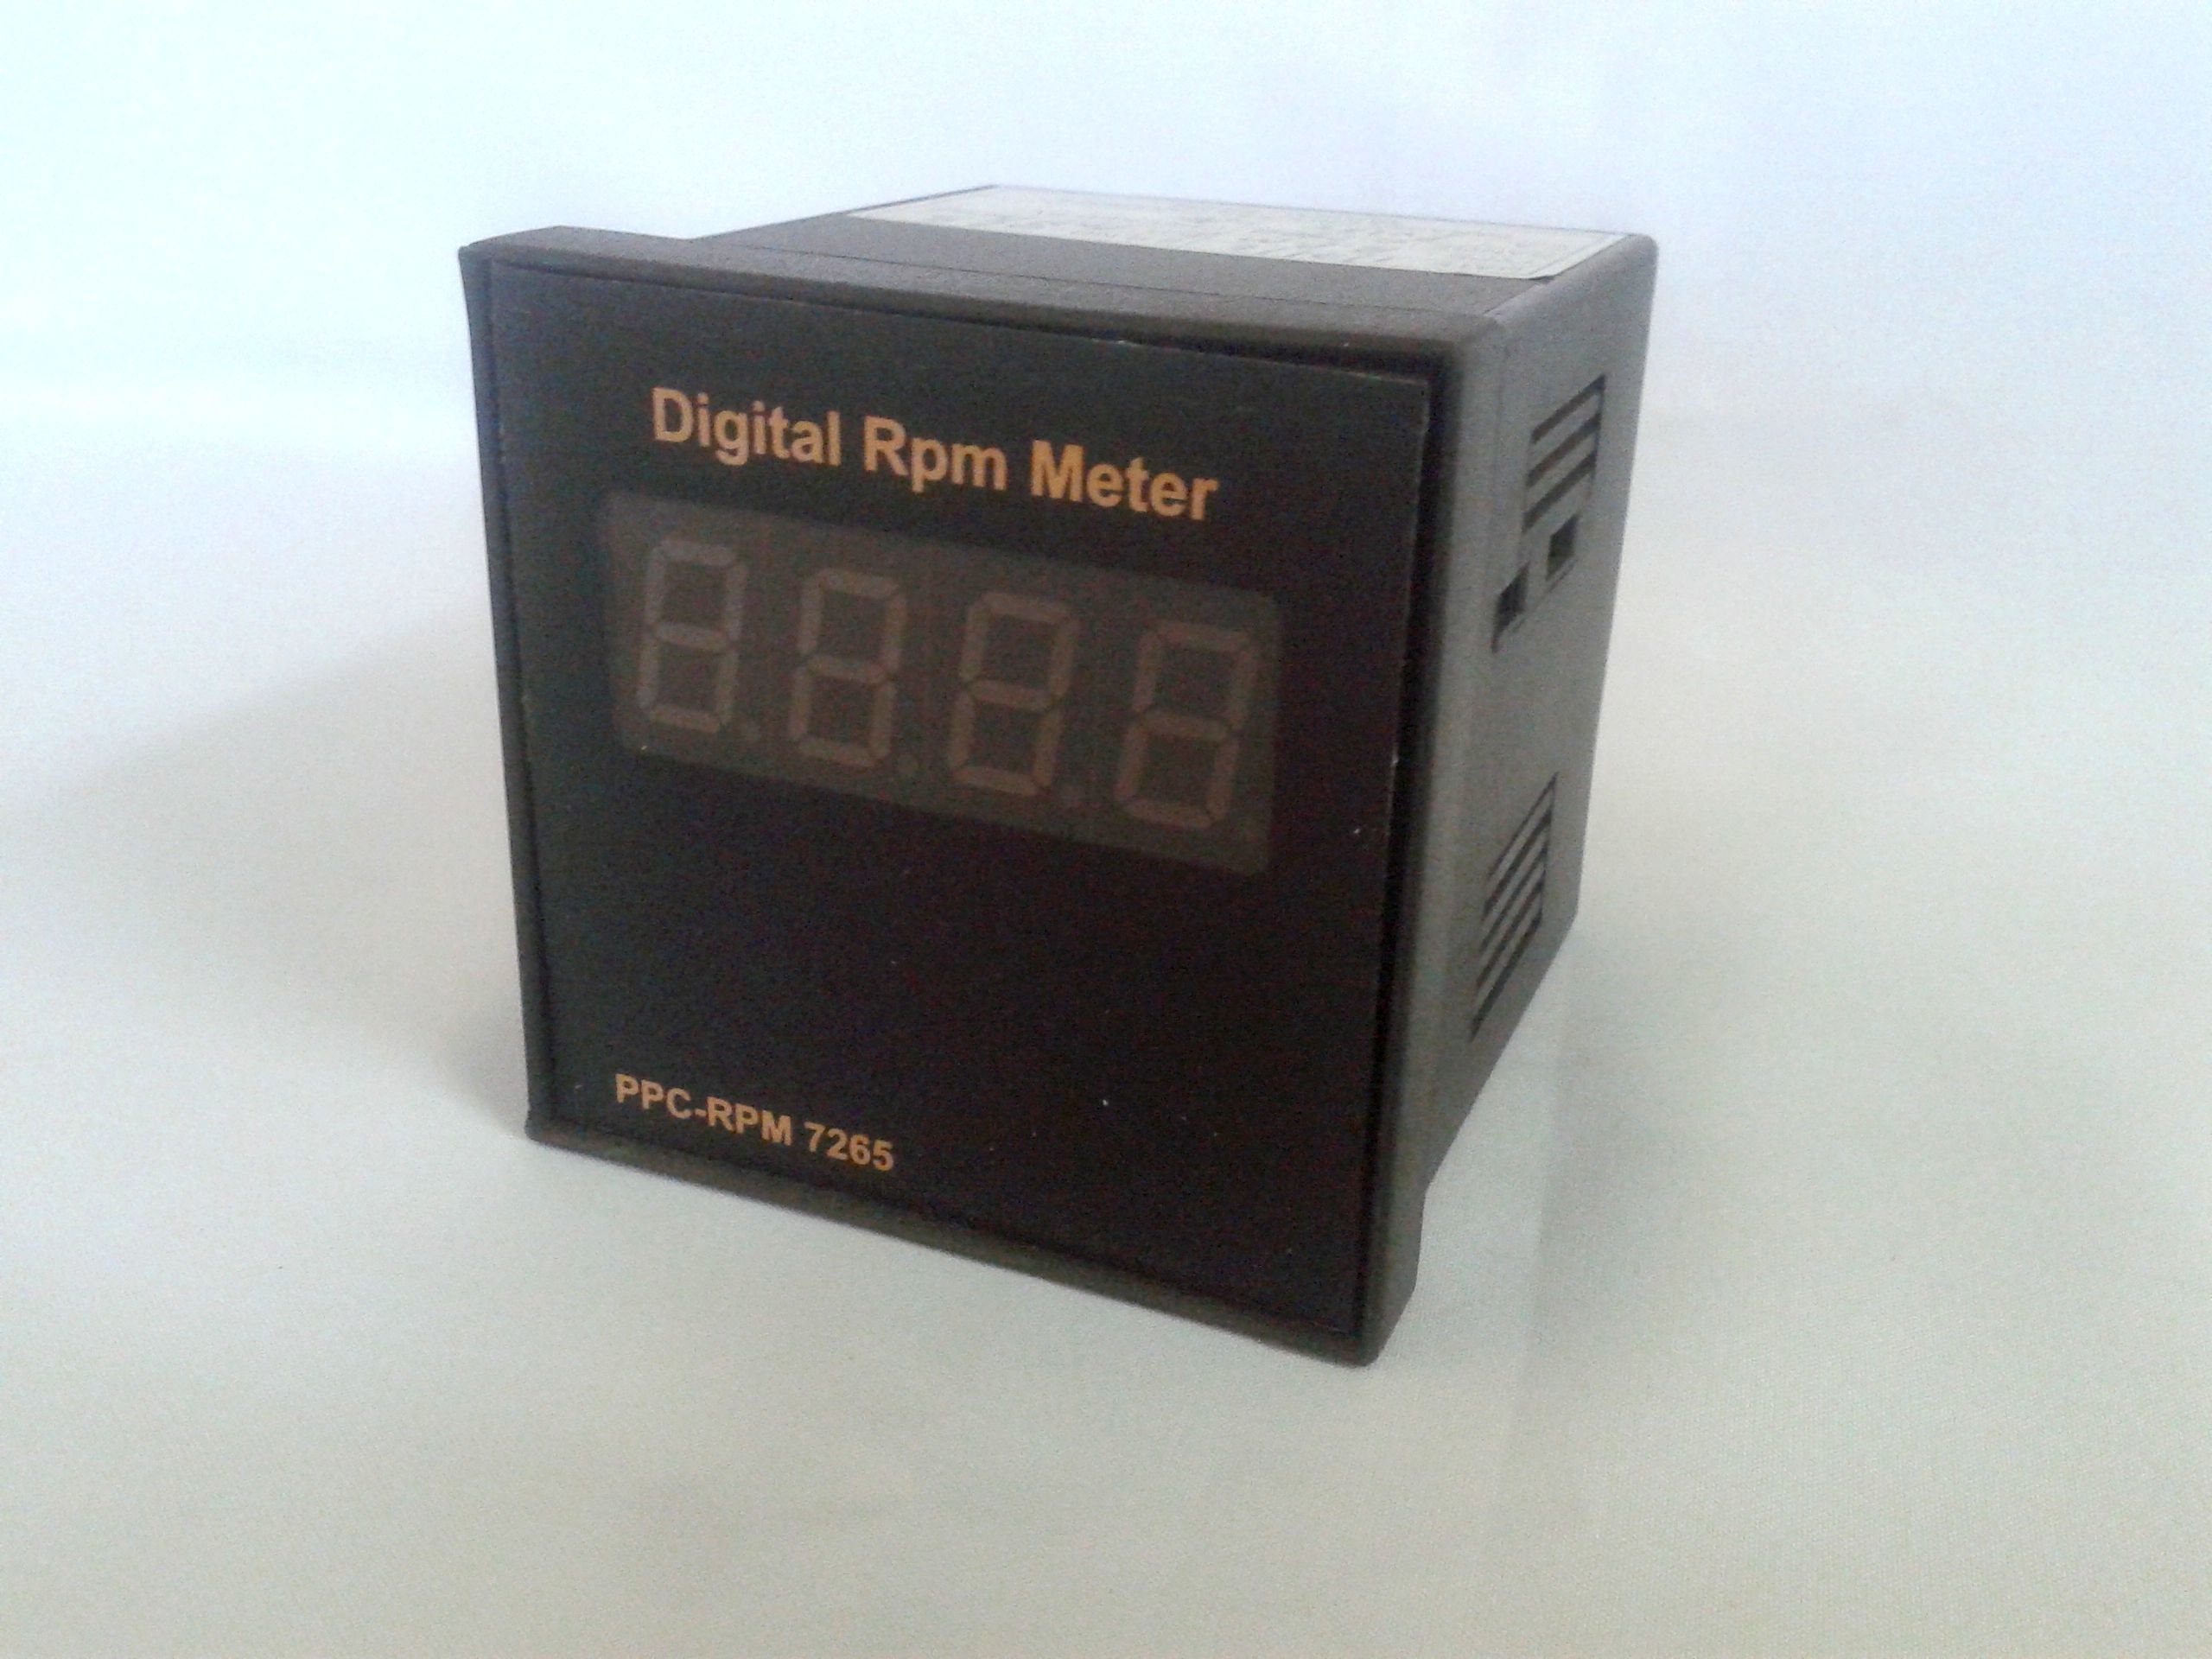 Digital Rpm Meter
PPC-RPM 7265